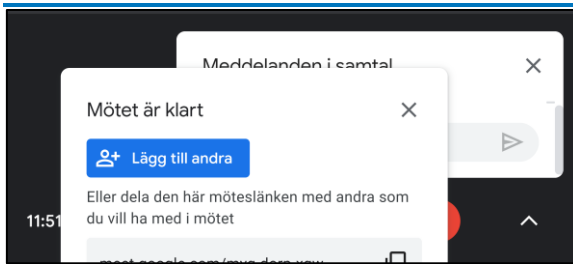 Meddelanden i samtal
Mötet är klart
Lägg till andra
Eller dela den här möteslänken med andra som
du vill ha med i mötet
11:51